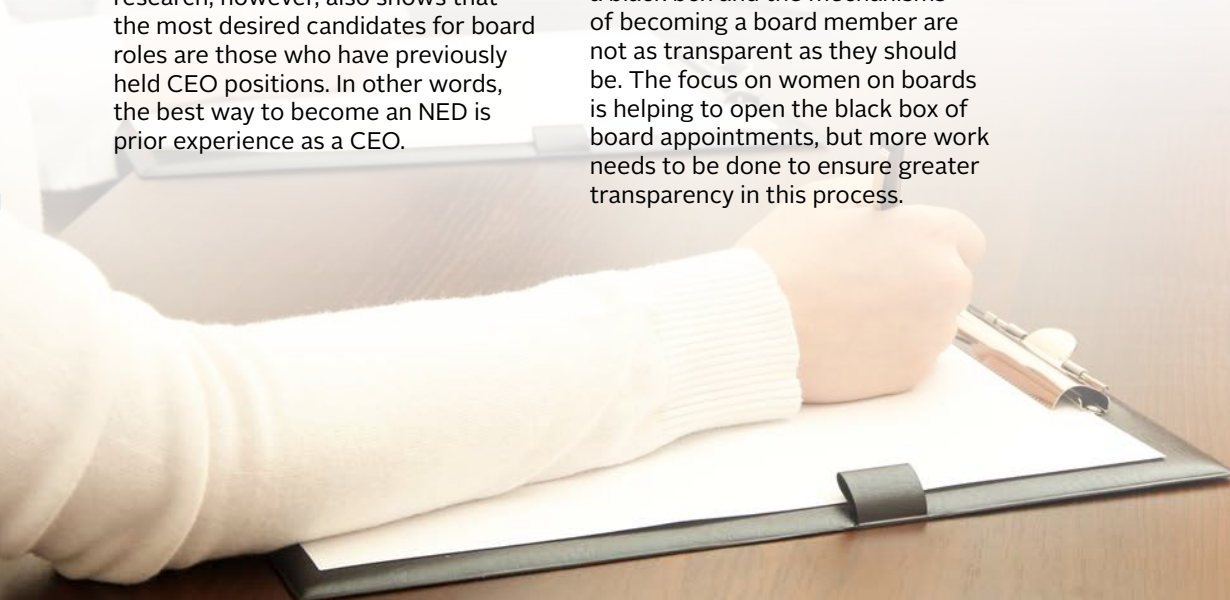 research, however, also shows that
the most desired candidates for board
roles are those who have previously
held CEO positions. In other words,
the best way to become an NED is
prior experience as a CEO.
a black box and the mechanisms
of becoming a board member are
not as transparent as they should
be. The focus on women on boards
is helping to open the black box of
board appointments, but more work
needs to be done to ensure greater
transparency in this process.